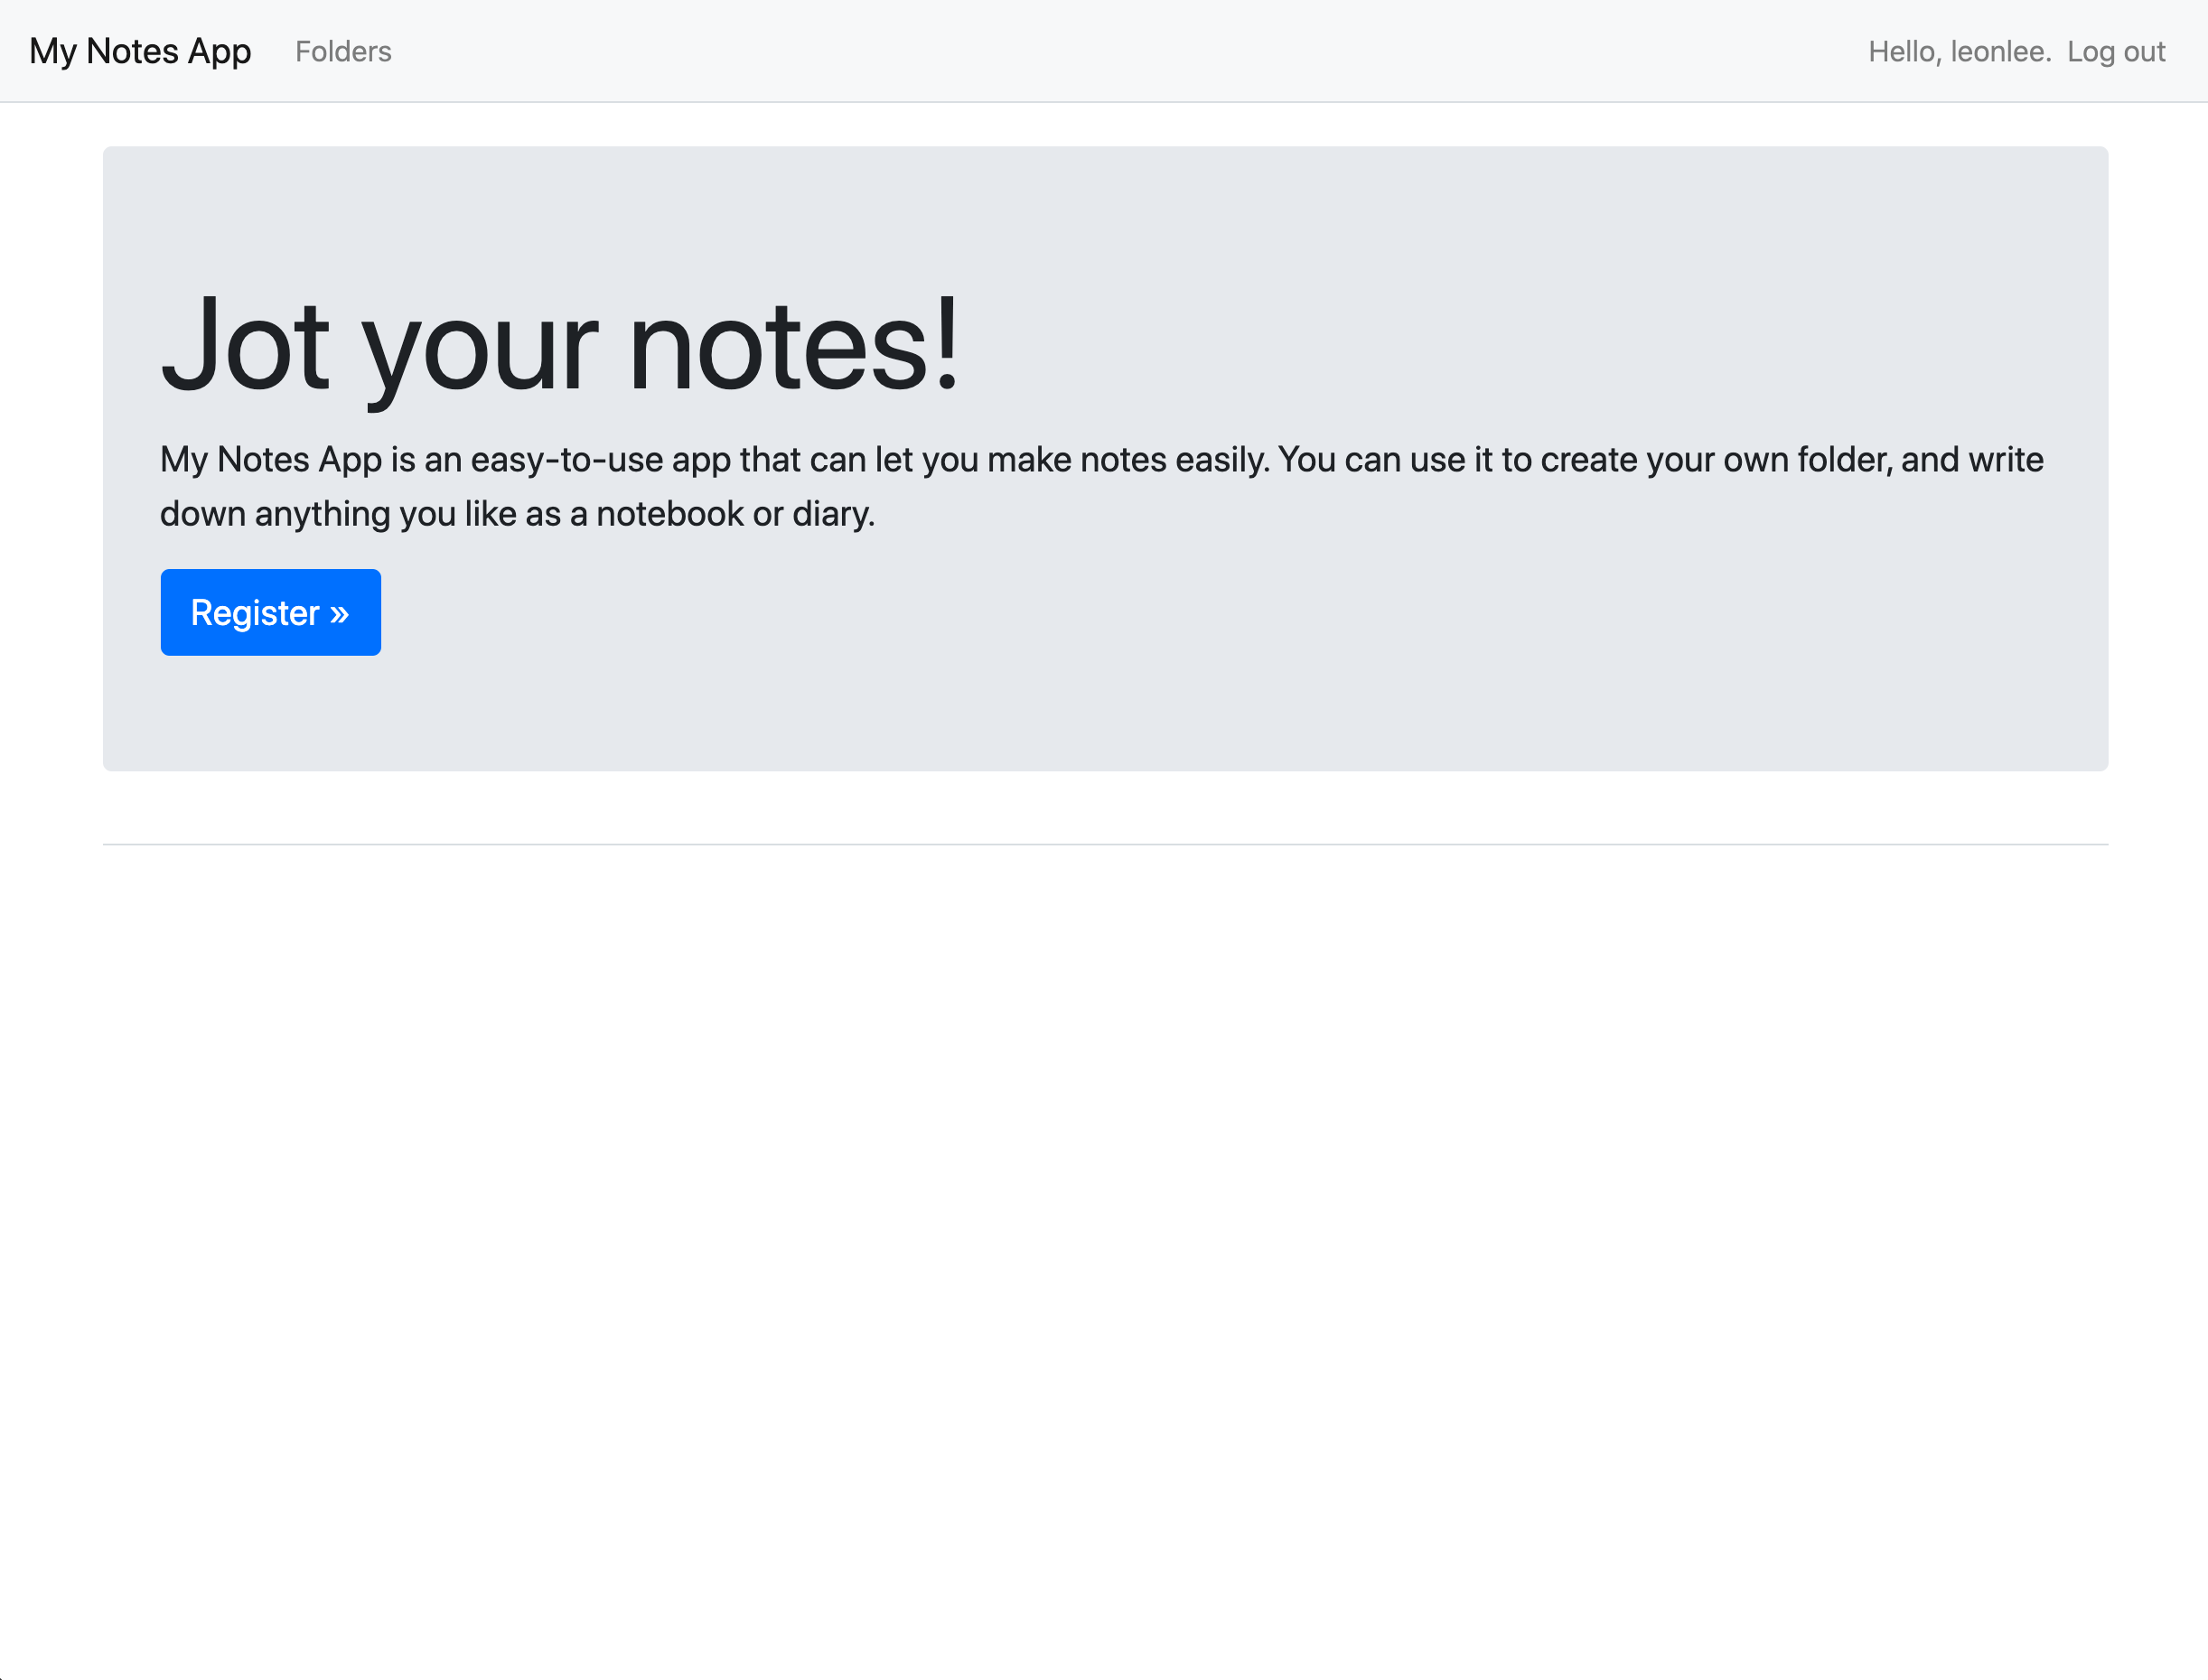 My Notes App Folders Hello, leonlee. Log out
Jot your notes!
My Notes App is an easy-to-use app that can let you make notes easily. You can use it to create your own folder, and write
down anything you like as a notebook or diary.
Register »